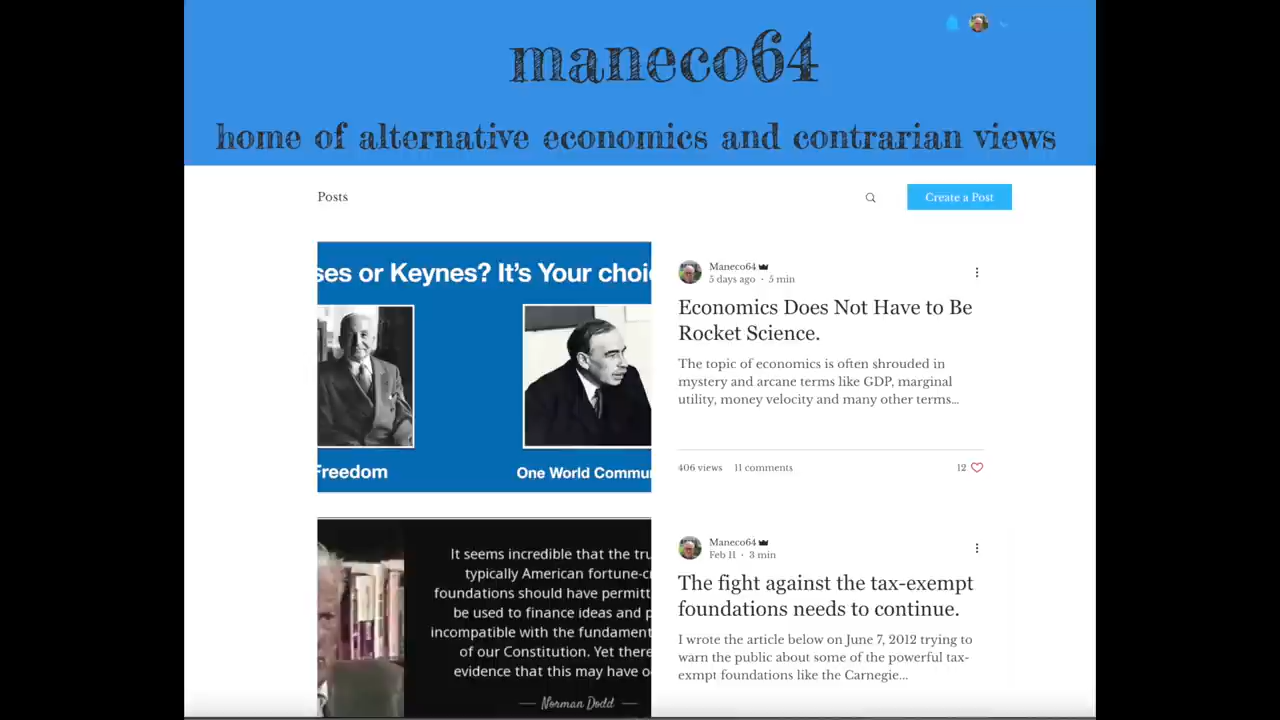 maneco64
home of alternative economics and contrarian views
Posts
Create a Post
ses or Keynes? It's Your choi
Freedom
One World Commu
Maneco64
5 days ago · 5 min
Economics Does Not Have to Be
Rocket Science.
The topic of economics is often shrouded in
mystery and arcane terms like GDP, marginal
utility, money velocity and many other terms...
406 views 11 comments
12
It seems incredible that the tru
typically American fortune-cr
foundations should have permitt
be used to finance ideas and p
incompatible with the fundament
of our Constitution. Yet there
evidence that this may have o
Norman Dodd
Maneco64
Feb 11 · 3 min
The fight against the tax-exempt
foundations needs to continue.
I wrote the article below on June 7, 2012 trying to
warn the public about some of the powerful tax-
exmpt foundations like the Carnegie...